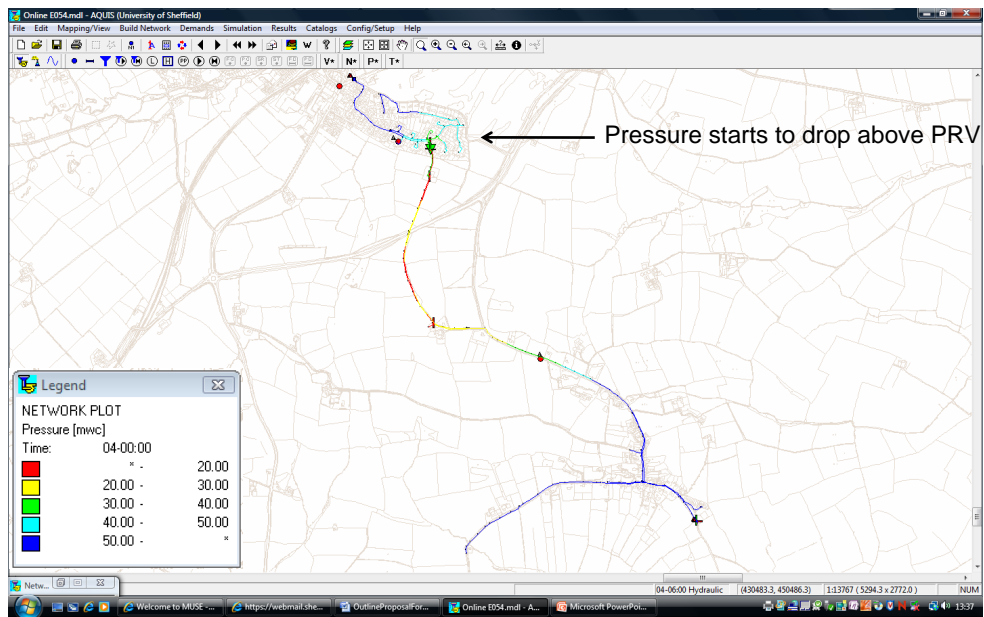 Online E054.mdl - AQUIS (University of Sheffield)
File Edit Mapping/View Build Network Demands Simulation Results Catalogs Config/Setup Help
V* N* P* T*
Pressure starts to drop above PRV
Legend
NETWORK PLOT
Pressure [mwc]
Time: 04-00:00
* - 20.00
20.00 - 30.00
30.00 - 40.00
40.00 - 50.00
50.00 - *
Netw...
04-06:00 Hydraulic (430483.3, 450486.3) 1:13767 ( 5294.3 x 2772.0 ) NUM
Welcome to MUSE -... https://webmail.she... OutlineProposalFor... Online E054.mdl - A... Microsoft PowerPoi... 13:37